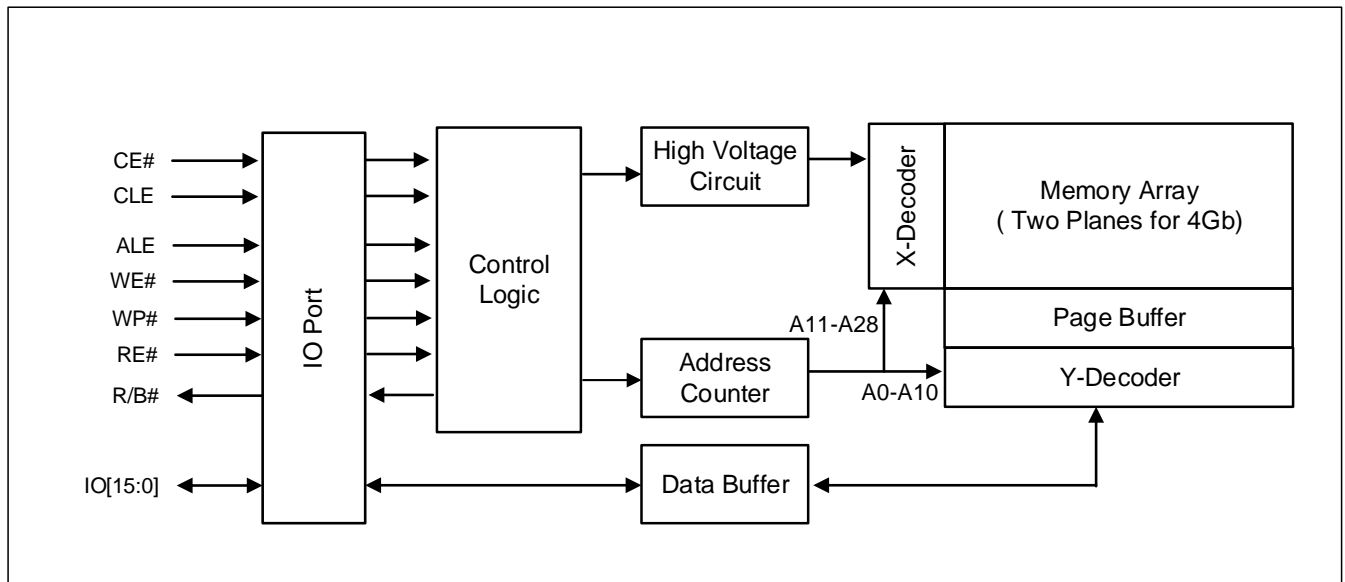 CE#
CLE
ALE
WE#
WP#
RE#
R/B#
IO[15:0]
IO Port
Control
Logic
High Voltage
Circuit
Address
Counter
Data Buffer
X-Decoder
Memory Array
( Two Planes for 4Gb)
Page Buffer
Y-Decoder
A11-A28
A0-A10